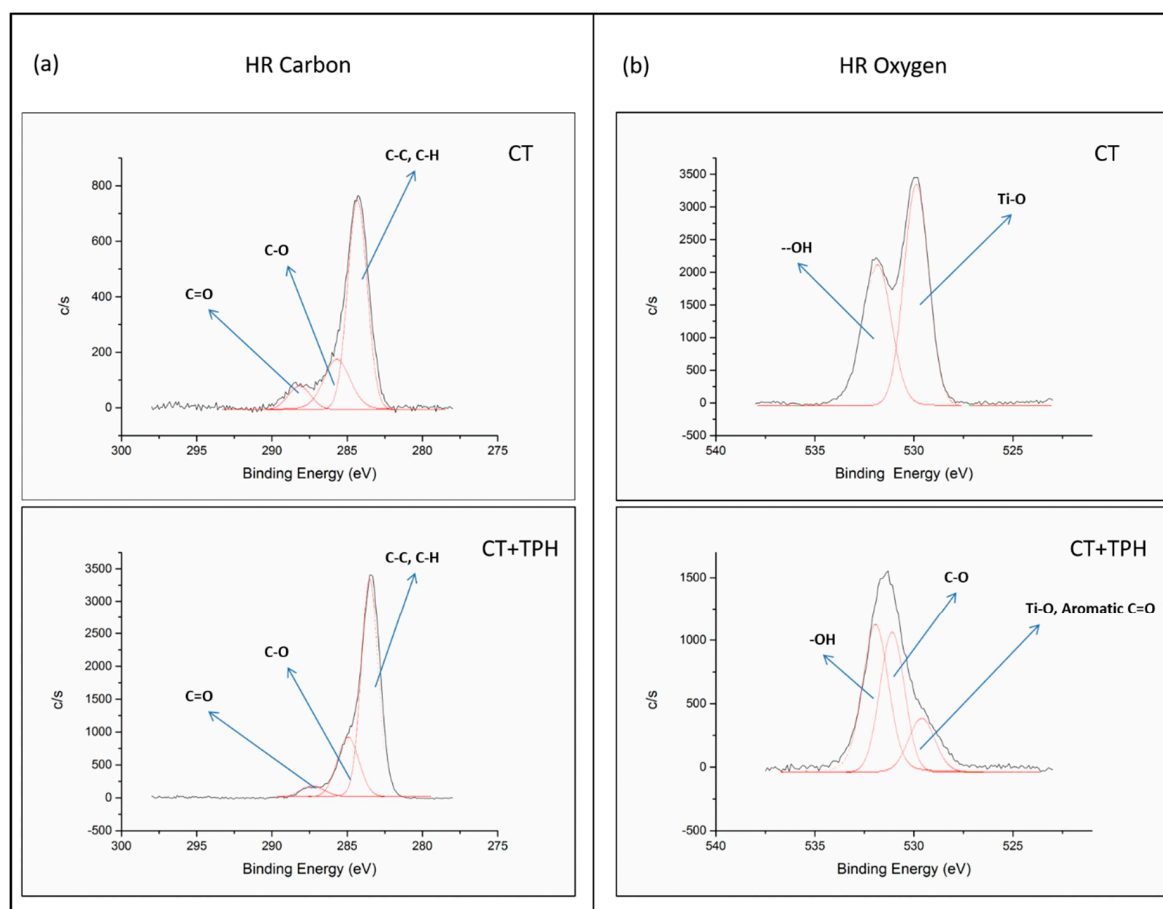 (a)
HR Carbon
(b)
HR Oxygen
CT
C-C, C-H
C-O
C=O
800
600
400
200
0
c/s
300
295
290
285
280
275
Binding Energy (eV)
CT
Ti-O
--OH
3500
3000
2500
2000
1500
1000
500
0
-500
c/s
540
535
530
525
Binding Energy (eV)
CT+TPH
C-C, C-H
C-O
C=O
3500
3000
2500
2000
1500
1000
500
0
-500
c/s
300
295
290
285
280
275
Binding Energy (eV)
CT+TPH
C-O
Ti-O, Aromatic C=O
-OH
1500
1000
500
0
-500
c/s
540
535
530
525
Binding Energy (eV)